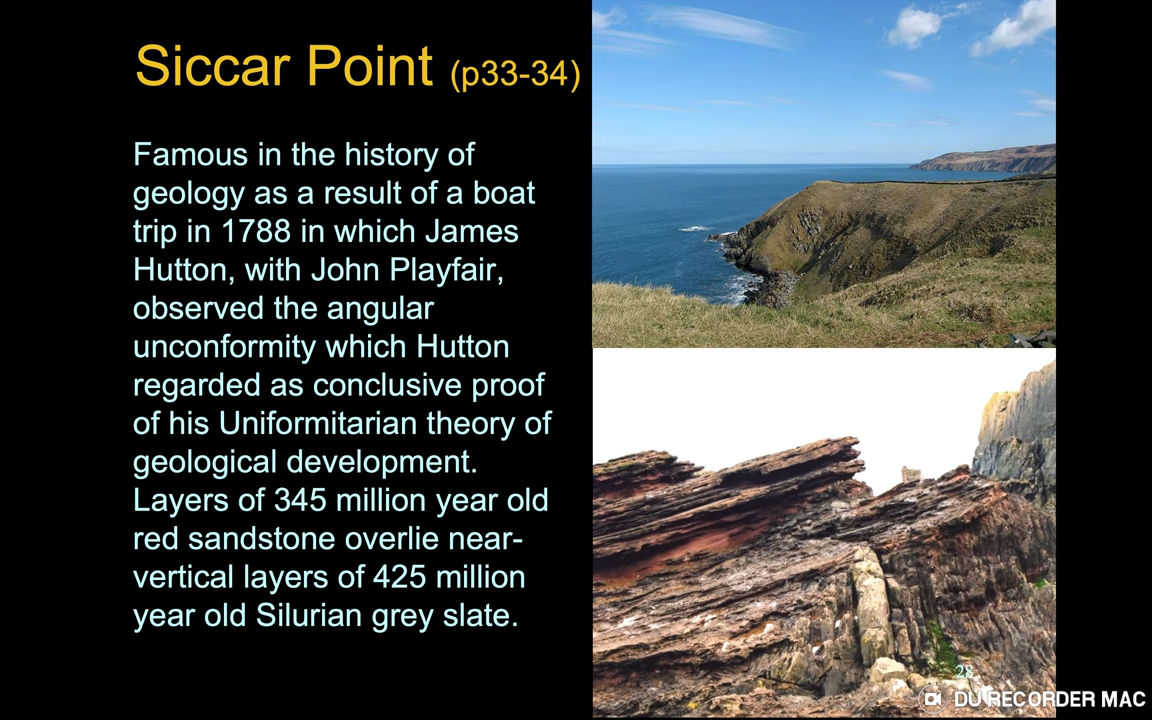 Siccar Point (p33-34)
Famous in the history of
geology as a result of a boat
trip in 1788 in which James
Hutton, with John Playfair,
observed the angular
unconformity which Hutton
regarded as conclusive proof
of his Uniformitarian theory of
geological development.
Layers of 345 million year old
red sandstone overlie near-
vertical layers of 425 million
year old Silurian grey slate.
28
DU RECORDER MAC